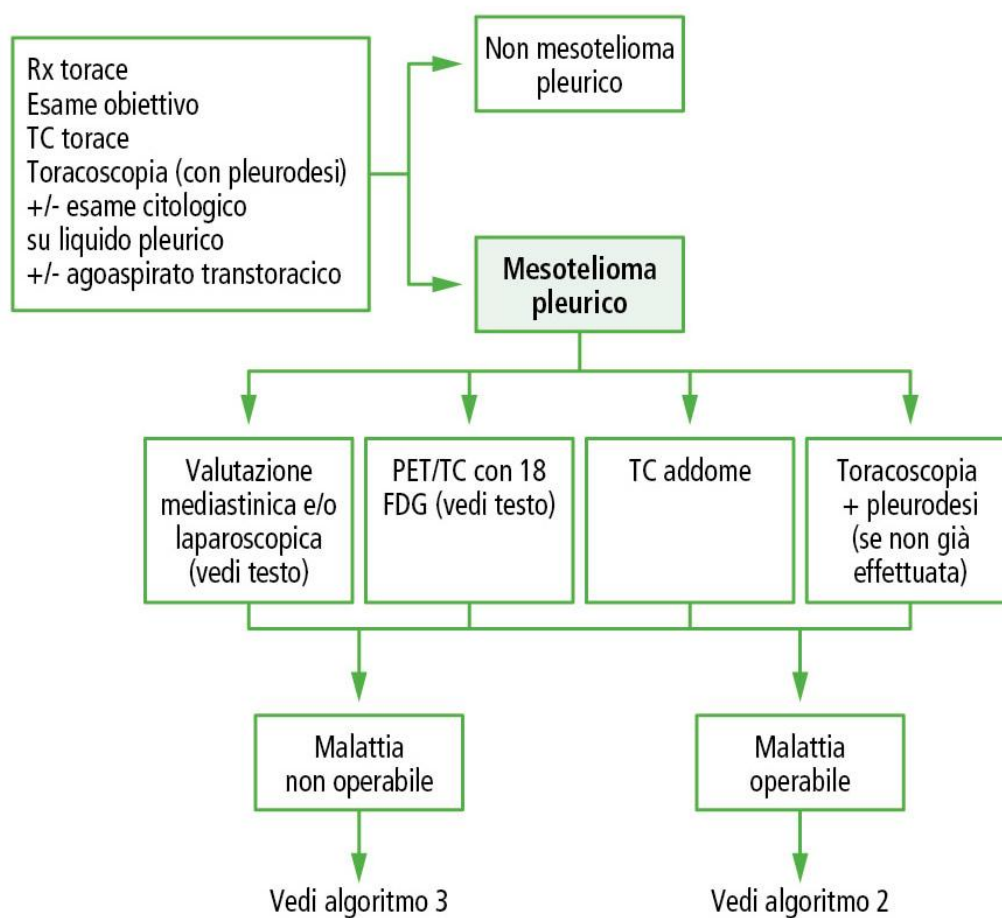 Rx torace
Esame obiettivo
TC torace
Toracoscopia (con pleurodesi)
+/- esame citologico
su liquido pleurico
+/- agoaspirato transtoracico
Non mesotelioma
pleurico
Mesotelioma
pleurico
Valutazione
mediastinica e/o
laparoscopica
(vedi testo)
PET/TC con 18
FDG (vedi testo)
TC addome
Toracoscopia
+ pleurodesi
(se non già
effettuata)
Malattia
non operabile
Malattia
operabile
Vedi algoritmo 3
Vedi algoritmo 2